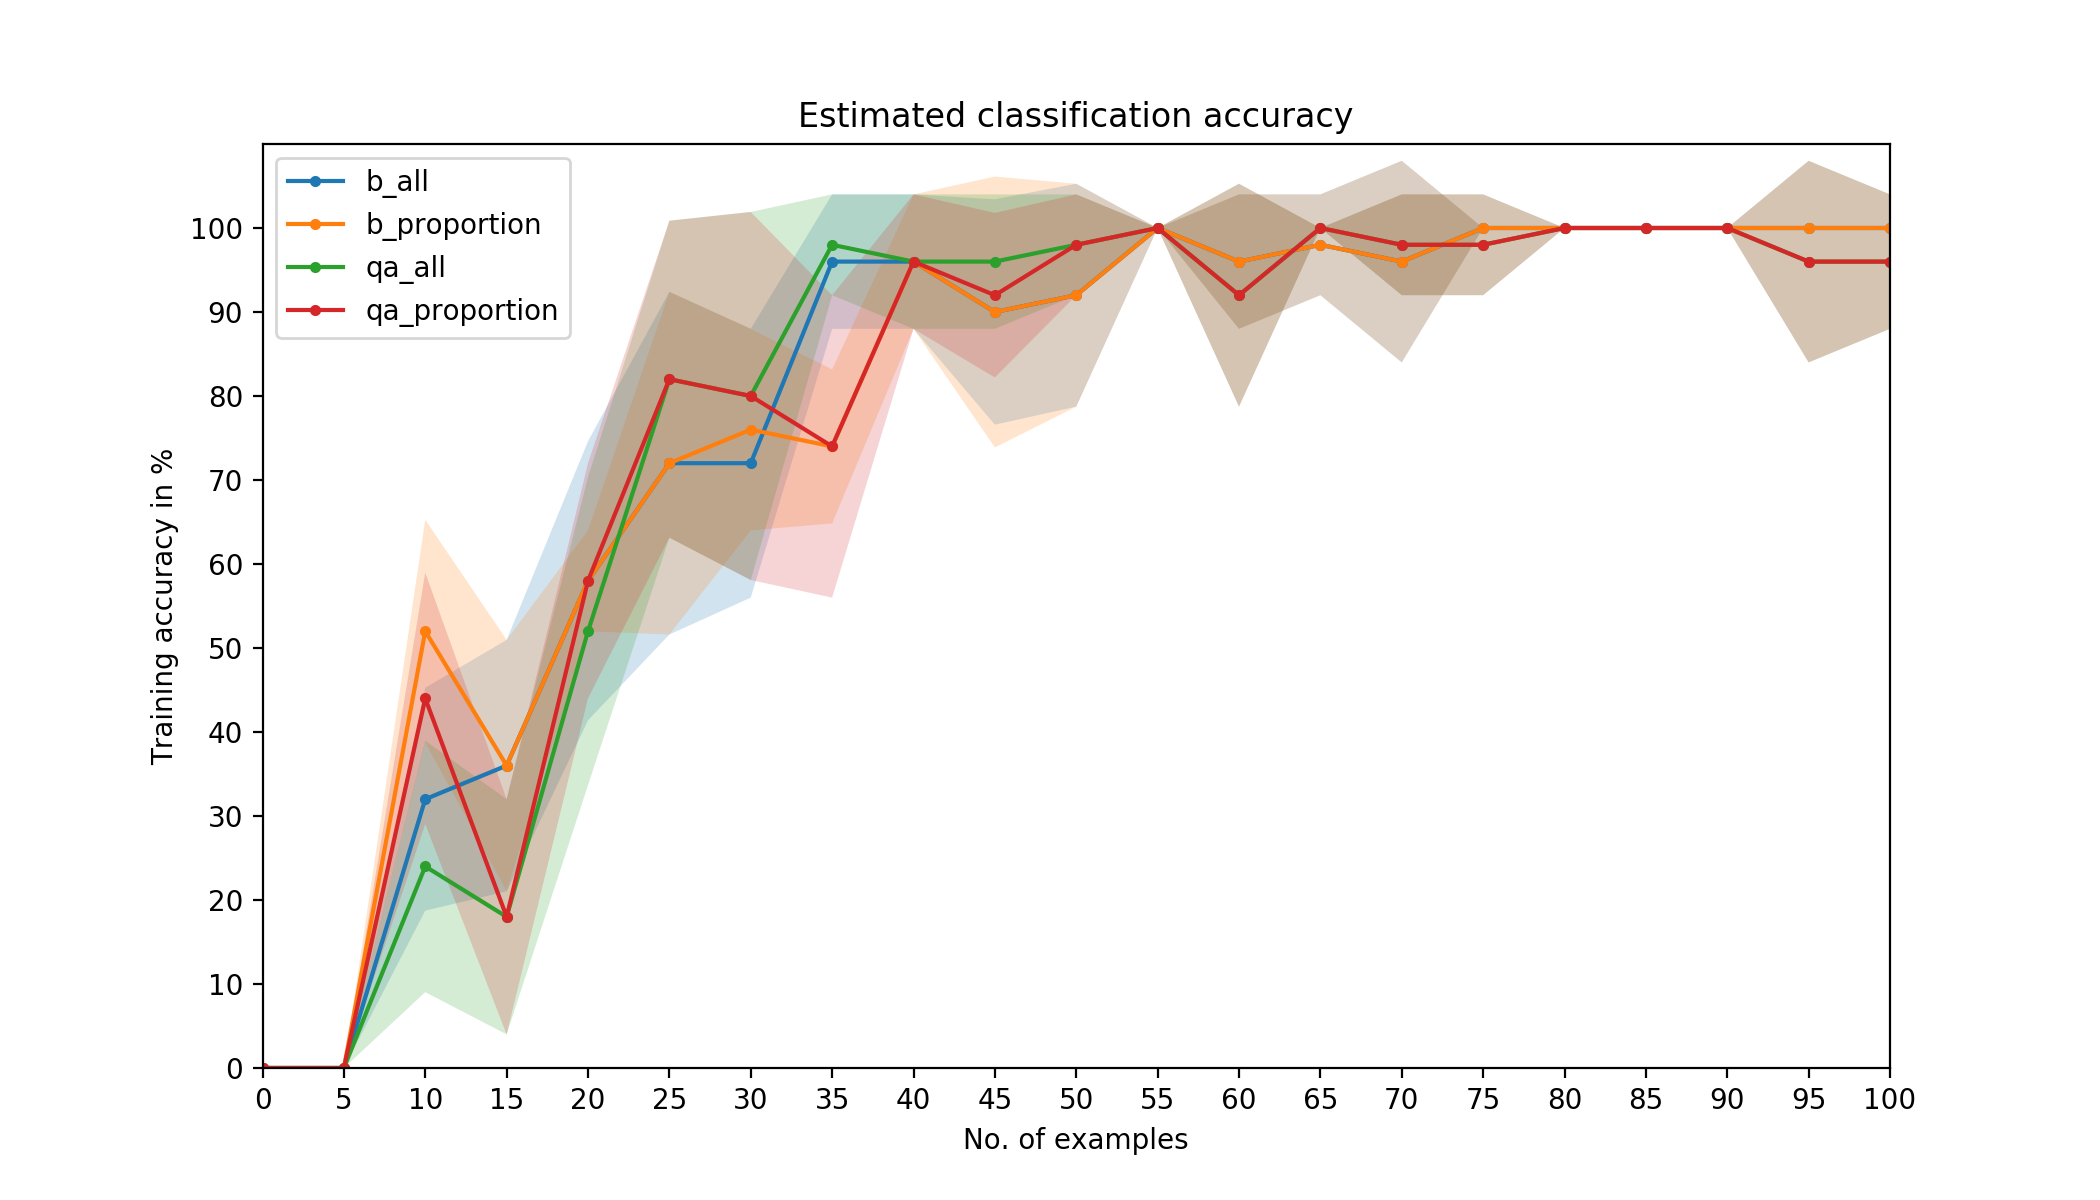 Estimated classification accuracy
b_all
b_proportion
qa_all
qa_proportion
100
90
80
70
60
50
40
30
20
10
0
Training accuracy in %
0 5 10 15 20 25 30 35 40 45 50 55 60 65 70 75 80 85 90 95 100
No. of examples